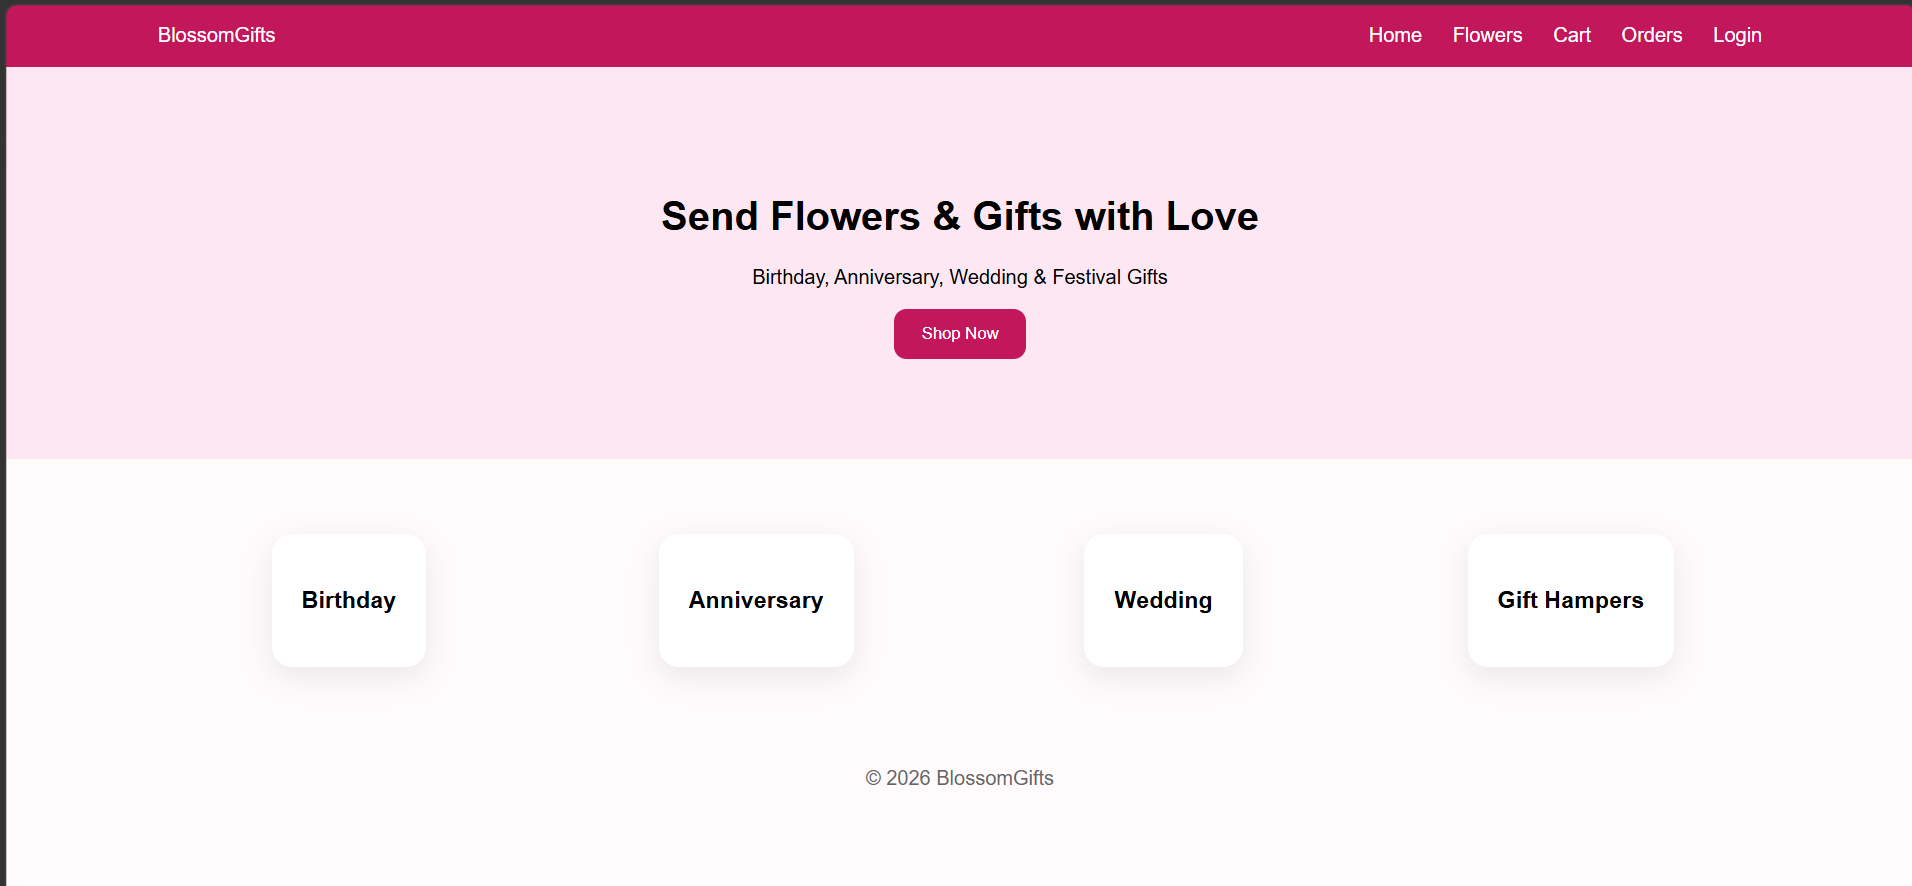 BlossomGifts
Home Flowers Cart Orders Login
Send Flowers & Gifts with Love
Birthday, Anniversary, Wedding & Festival Gifts
Shop Now
Birthday
Anniversary
Wedding
Gift Hampers
© 2026 BlossomGifts